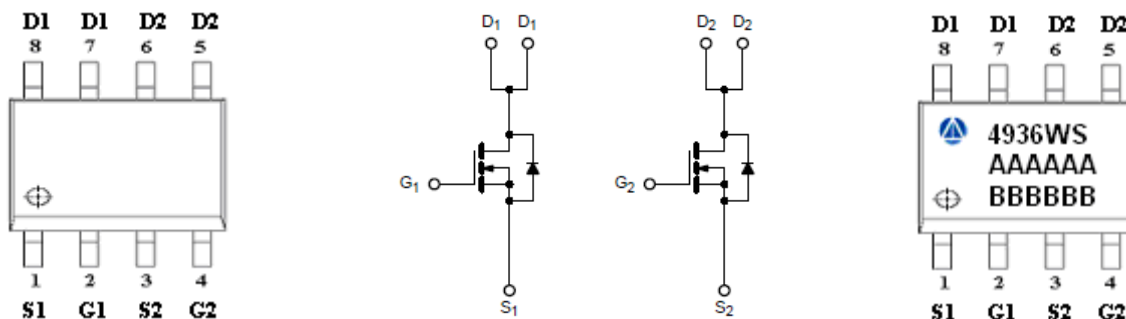 D1 D1 D2 D2
8 7 6 5
1 2 3 4
S1 G1 S2 G2
D₁ D₁
G₁
S₁
D₂ D₂
G₂
S₂
D1 D1 D2 D2
8 7 6 5
4936WS
AAAAAA
BBBBBB
1 2 3 4
S1 G1 S2 G2